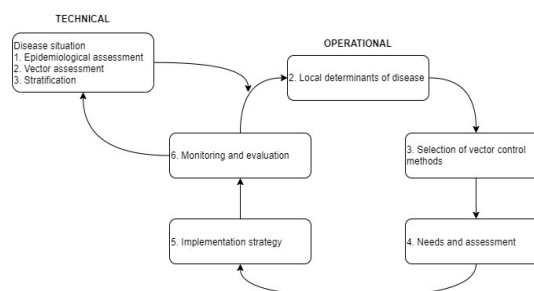 TECHNICAL
Disease situation
1. Epidemiological assessment
2. Vector assessment
3. Stratification
OPERATIONAL
2. Local determinants of disease
6. Monitoring and evaluation
3. Selection of vector control
methods
5. Implementation strategy
4. Needs and assessment